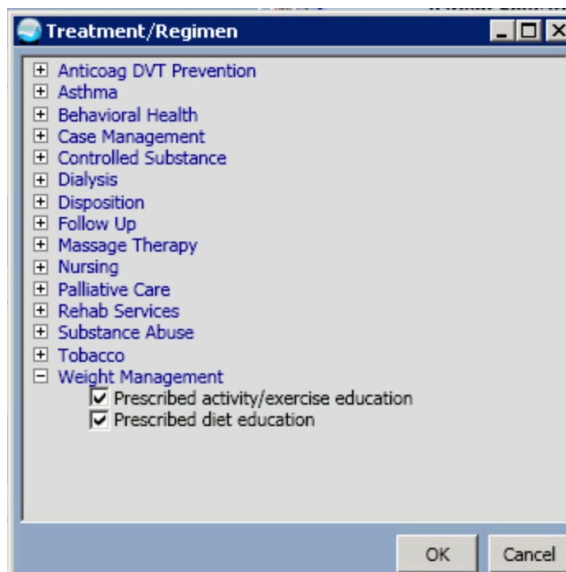 Treatment/Regimen
Anticoag DVT Prevention
Asthma
Behavioral Health
Case Management
Controlled Substance
Dialysis
Disposition
Follow Up
Massage Therapy
Nursing
Palliative Care
Rehab Services
Substance Abuse
Tobacco
Weight Management
Prescribed activity/exercise education
Prescribed diet education
OK Cancel